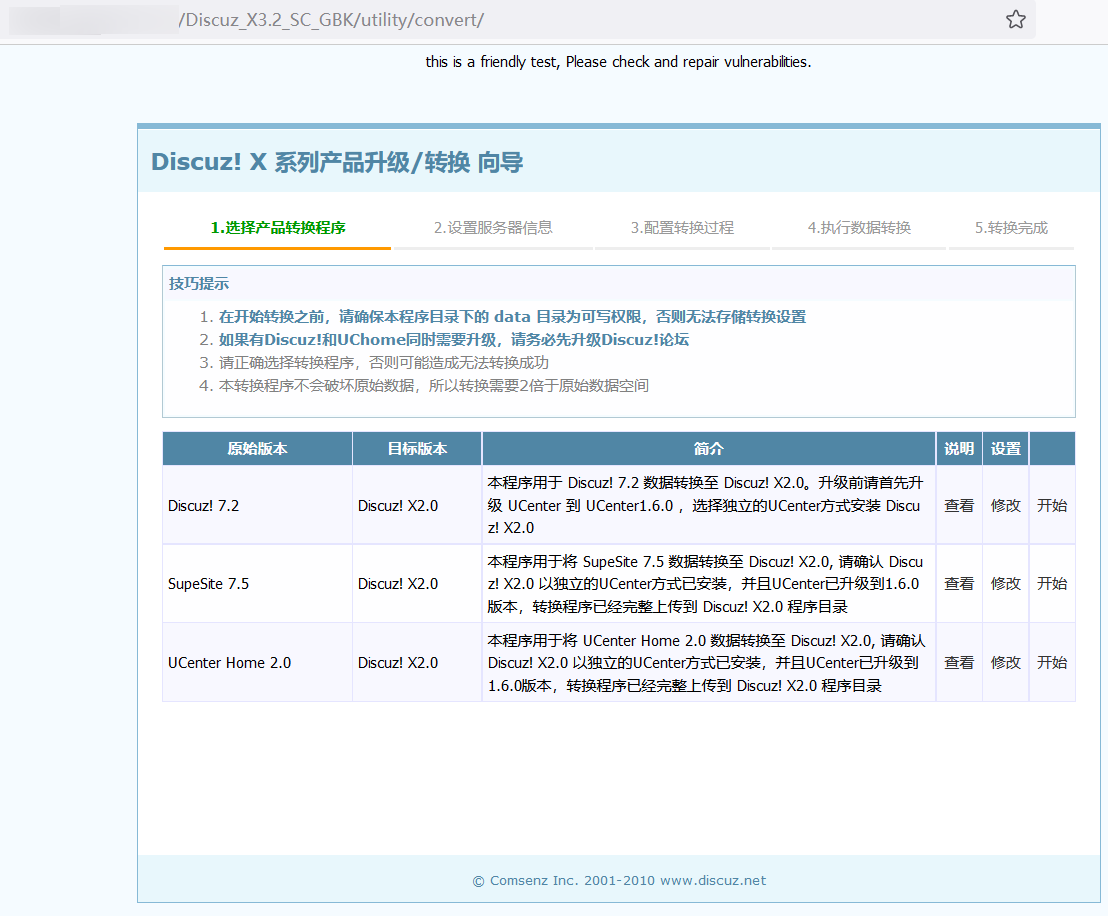 /Discuz_X3.2_SC_GBK/utility/convert/
this is a friendly test, Please check and repair vulnerabilities.
Discuz! X 系列产品升级/转换 向导
1.选择产品转换程序 2.设置服务器信息 3.配置转换过程 4.执行数据转换 5.转换完成
技巧提示
1. 在开始转换之前，请确保本程序目录下的 data 目录为可写权限，否则无法存储转换设置
2. 如果有Discuz!和UChome同时需要升级，请务必先升级Discuz!论坛
3. 请正确选择转换程序，否则可能造成无法转换成功
4. 本转换程序不会破坏原始数据，所以转换需要2倍于原始数据空间
原始版本 目标版本 简介 说明 设置
Discuz! 7.2 Discuz! X2.0 本程序用于 Discuz! 7.2 数据转换至 Discuz! X2.0。升级前请首先升
级 UCenter 到 UCenter1.6.0 ，选择独立的UCenter方式安装 Discu
z! X2.0
查看 修改 开始
SupeSite 7.5 Discuz! X2.0 本程序用于将 SupeSite 7.5 数据转换至 Discuz! X2.0, 请确认 Discu
z! X2.0 以独立的UCenter方式已安装，并且UCenter已升级到1.6.0
版本，转换程序已经完整上传到 Discuz! X2.0 程序目录
查看 修改 开始
UCenter Home 2.0 Discuz! X2.0 本程序用于将 UCenter Home 2.0 数据转换至 Discuz! X2.0, 请确认
Discuz! X2.0 以独立的UCenter方式已安装，并且UCenter已升级到
1.6.0版本，转换程序已经完整上传到 Discuz! X2.0 程序目录
查看 修改 开始
© Comsenz Inc. 2001-2010 www.discuz.net